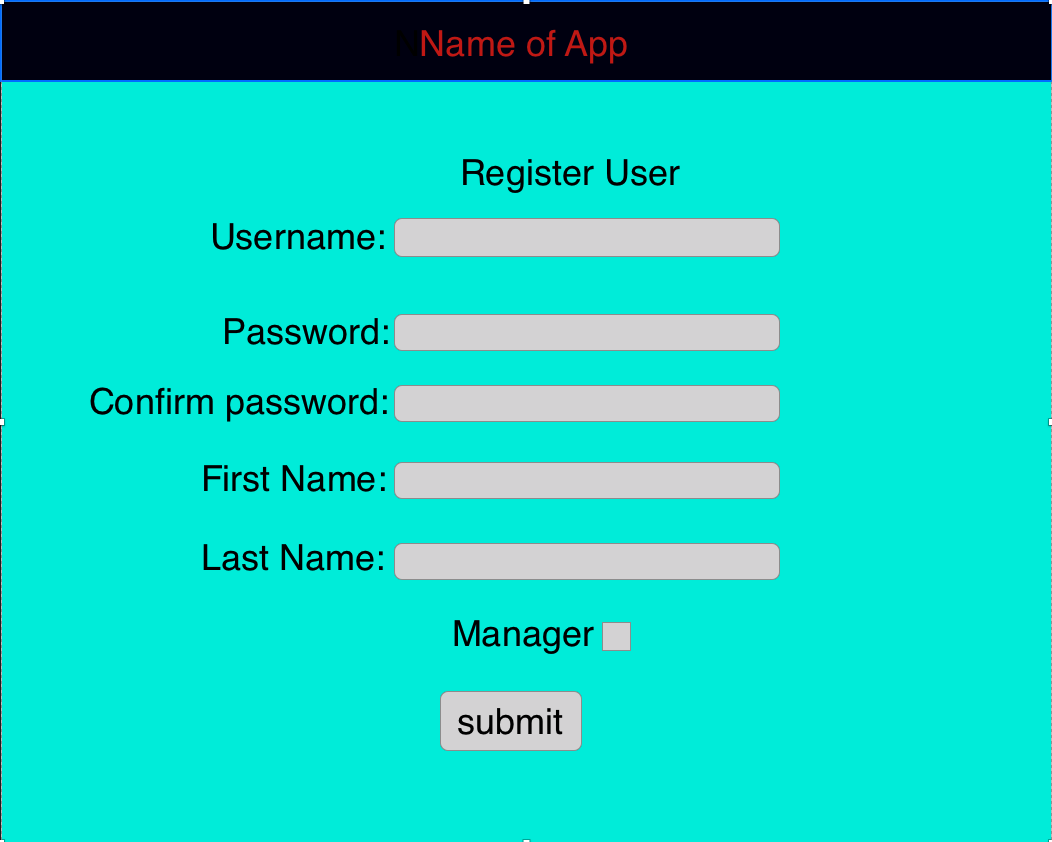 Name of App
Register User
Username:
Password:
Confirm password:
First Name:
Last Name:
Manager
submit